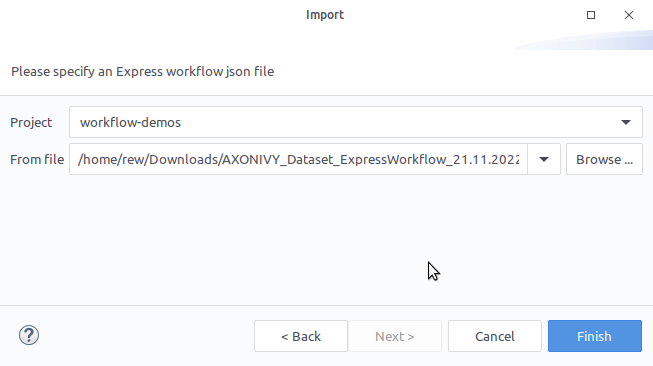 Import
Please specify an Express workflow json file
Project workflow-demos
From file /home/rew/Downloads/AXONIVY_Dataset_ExpressWorkflow_21.11.2022 Browse ...
? < Back Next > Cancel Finish